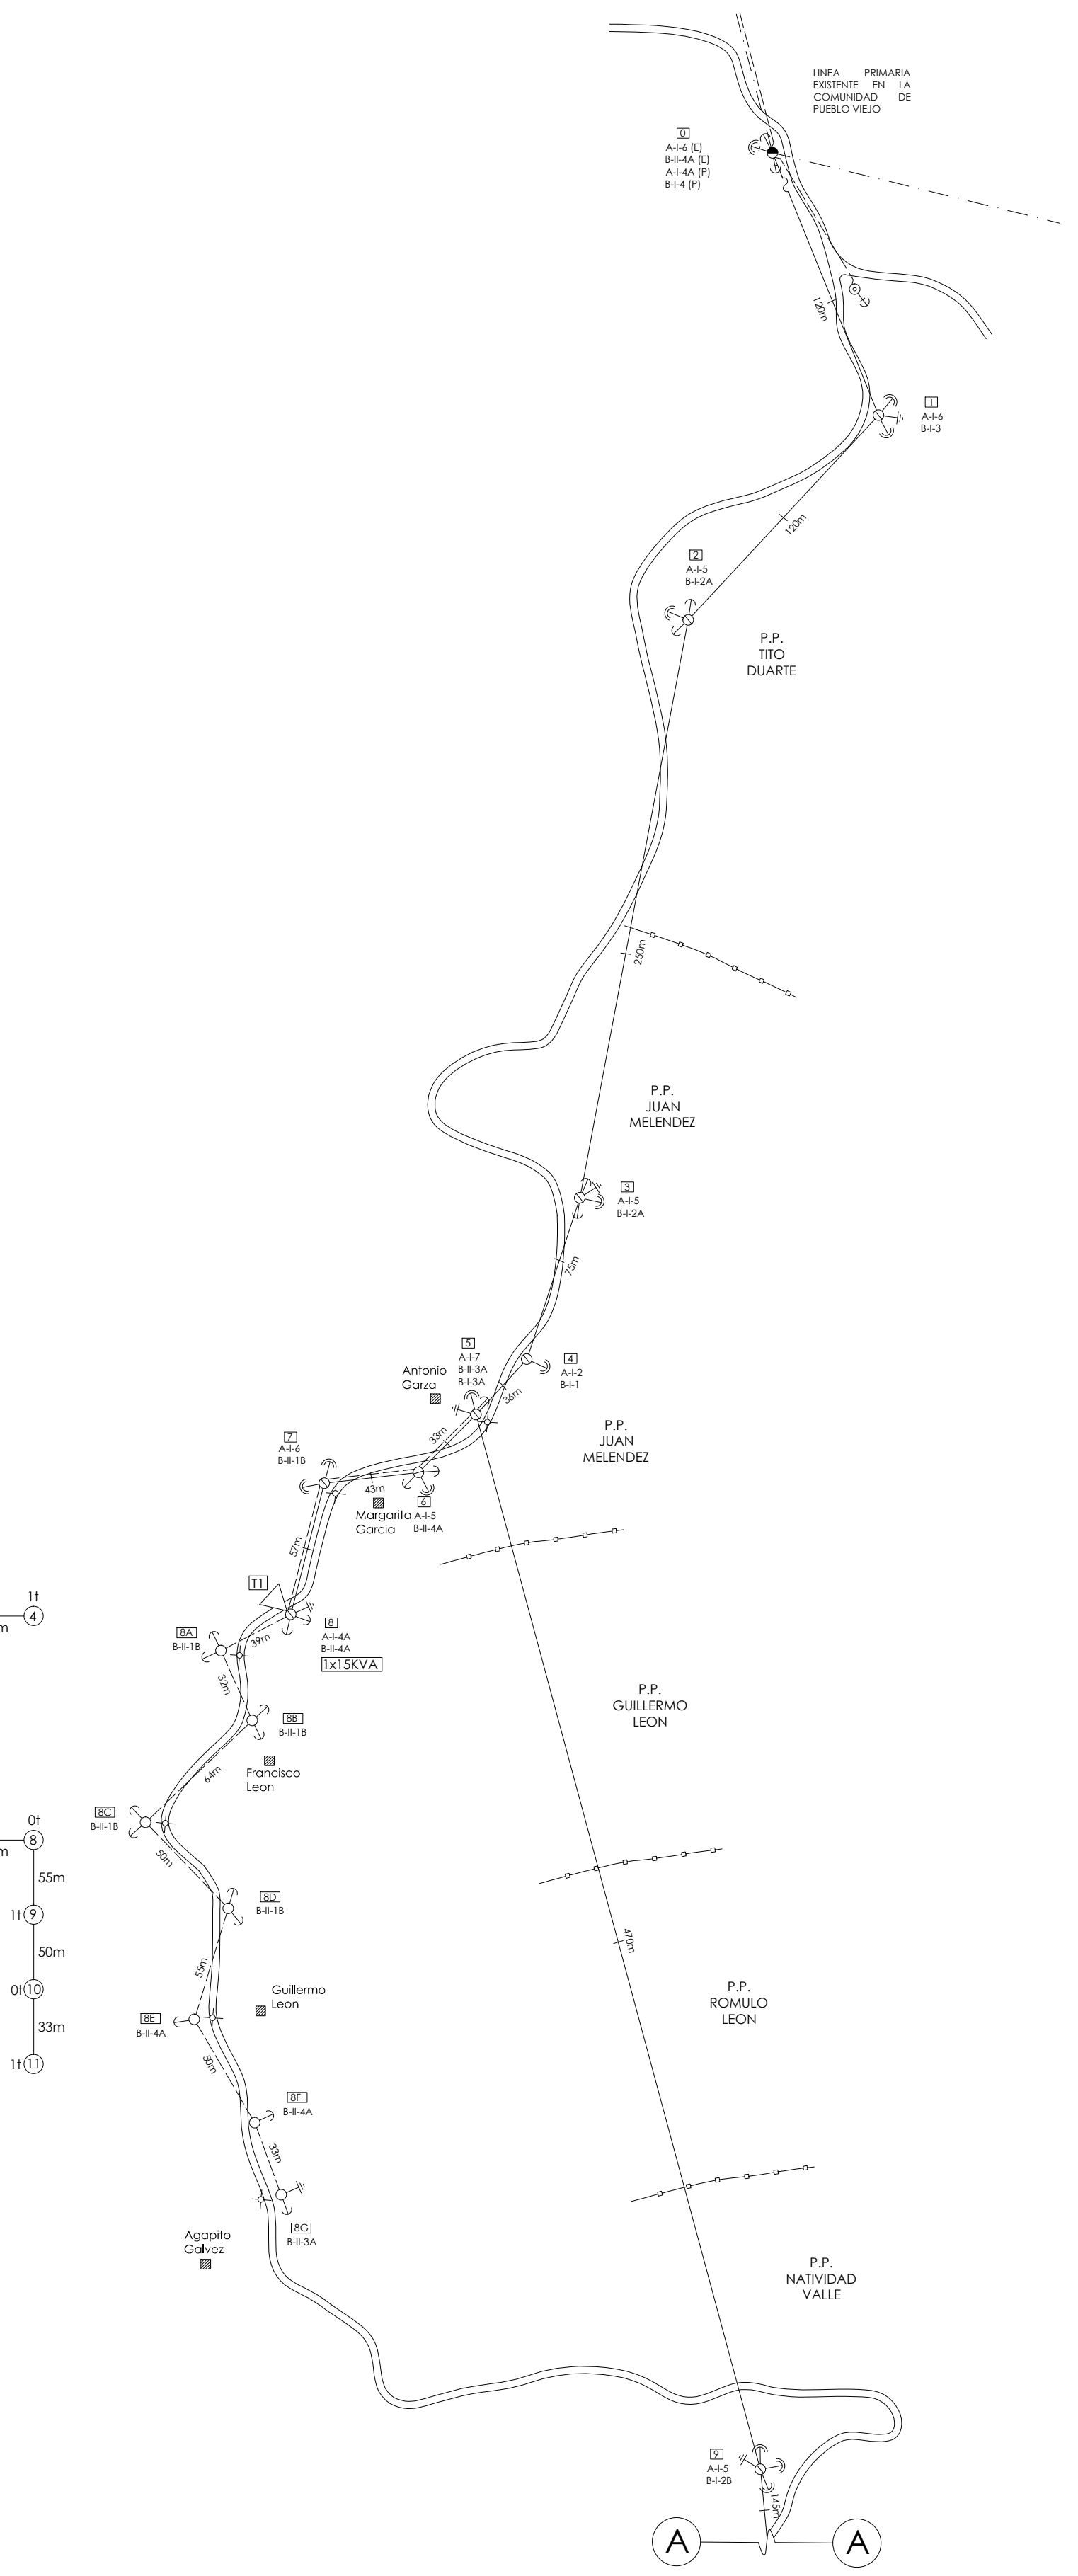 LINEA PRIMARIA
EXISTENTE EN LA
COMUNIDAD DE
PUEBLO VIEJO
0
A-I-6 (E)
B-II-4A (E)
A-I-4A (P)
B-I-4 (P)
120m
1
A-I-6
B-I-3
120m
2
A-I-5
B-I-2A
P.P.
TITO
DUARTE
250m
P.P.
JUAN
MELENDEZ
3
A-I-5
B-I-2A
75m
5
A-I-7
B-II-3A
B-I-3A
4
A-I-2
B-I-1
Antonio
Garza
36m
33m
P.P.
JUAN
MELENDEZ
7
A-I-6
B-II-1B
43m
6
A-I-5
B-II-4A
Margarita
Garcia
57m
T1
1t
4
m
8
A-I-4A
B-II-4A
1x15KVA
8A
B-II-1B
39m
32m
P.P.
GUILLERMO
LEON
8B
B-II-1B
Francisco
Leon
64m
8C
B-II-1B
0t
8
m
50m
55m
8D
B-II-1B
1t
9
470m
50m
55m
P.P.
ROMULO
LEON
0t
10
Guillermo
Leon
8E
B-II-4A
33m
50m
1t
11
8F
B-II-4A
33m
8G
B-II-3A
Agapito
Galvez
P.P.
NATIVIDAD
VALLE
9
A-I-5
B-I-2B
145m
A
A